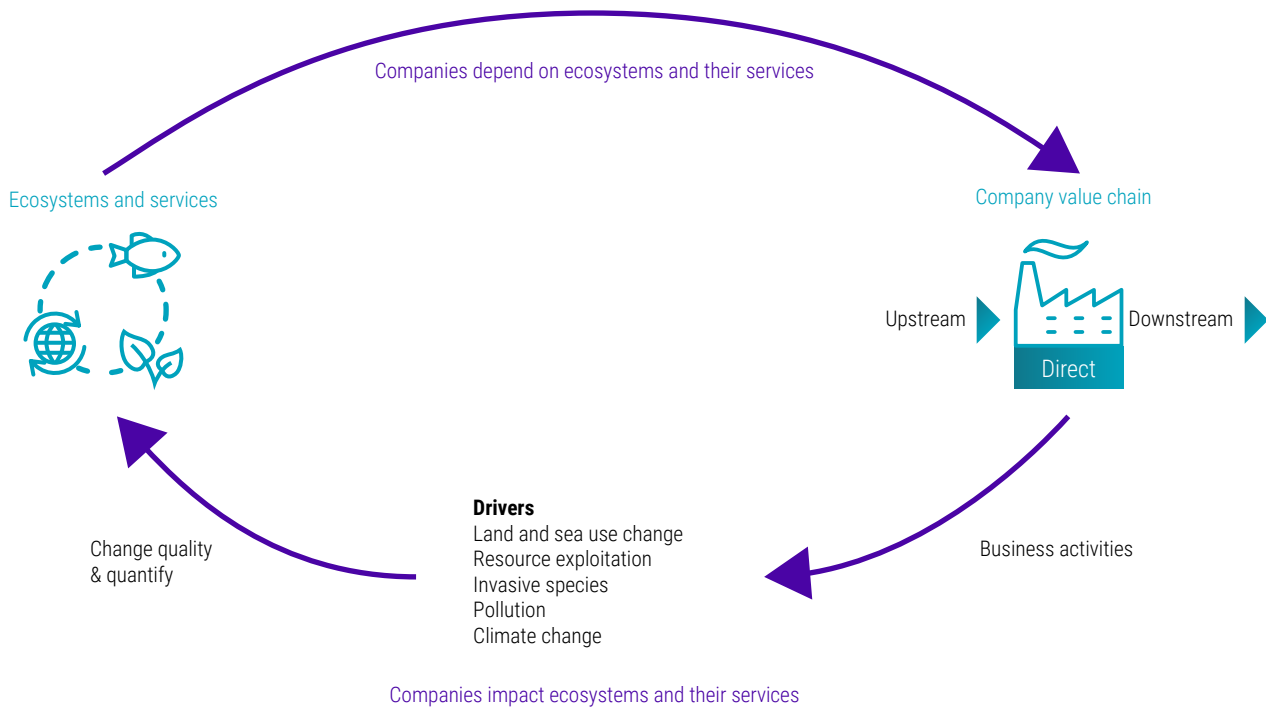 Companies depend on ecosystems and their services
Ecosystems and services
Company value chain
Upstream
Downstream
Direct
Drivers
Land and sea use change
Resource exploitation
Invasive species
Pollution
Climate change
Change quality
& quantify
Business activities
Companies impact ecosystems and their services